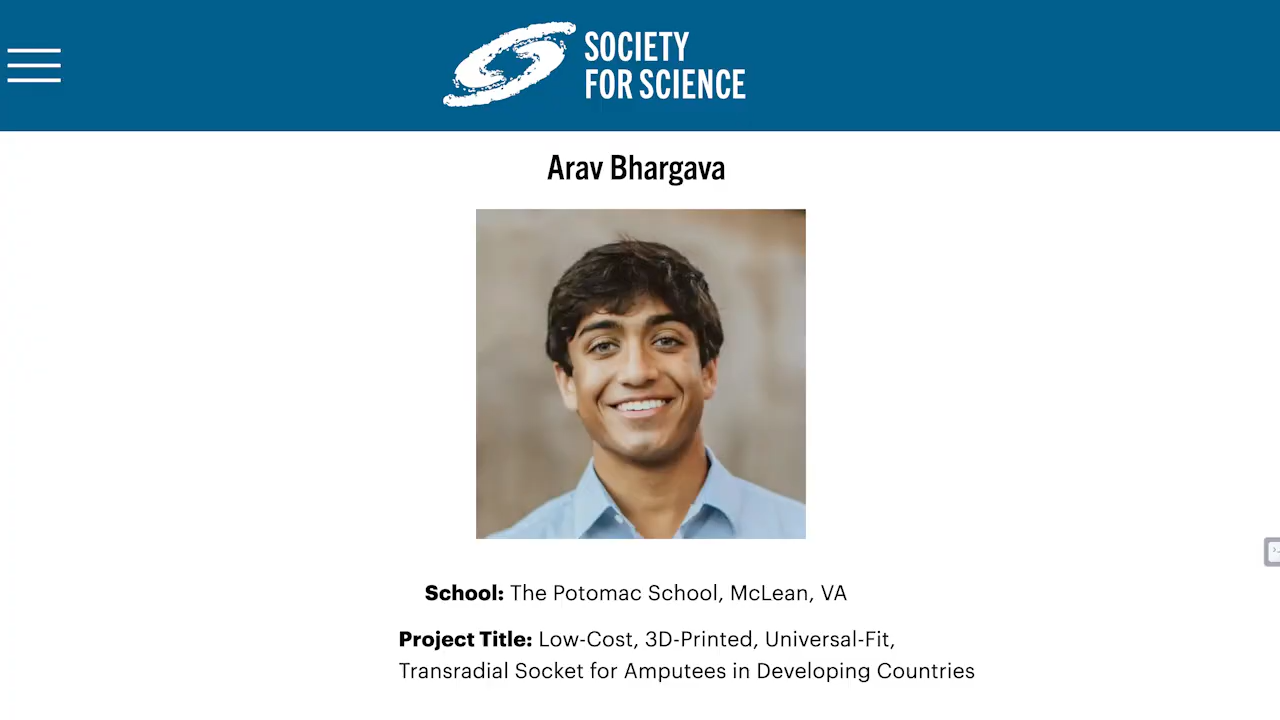 SOCIETY
FOR SCIENCE
Arav Bhargava
School: The Potomac School, McLean, VA
Project Title: Low-Cost, 3D-Printed, Universal-Fit,
Transradial Socket for Amputees in Developing Countries